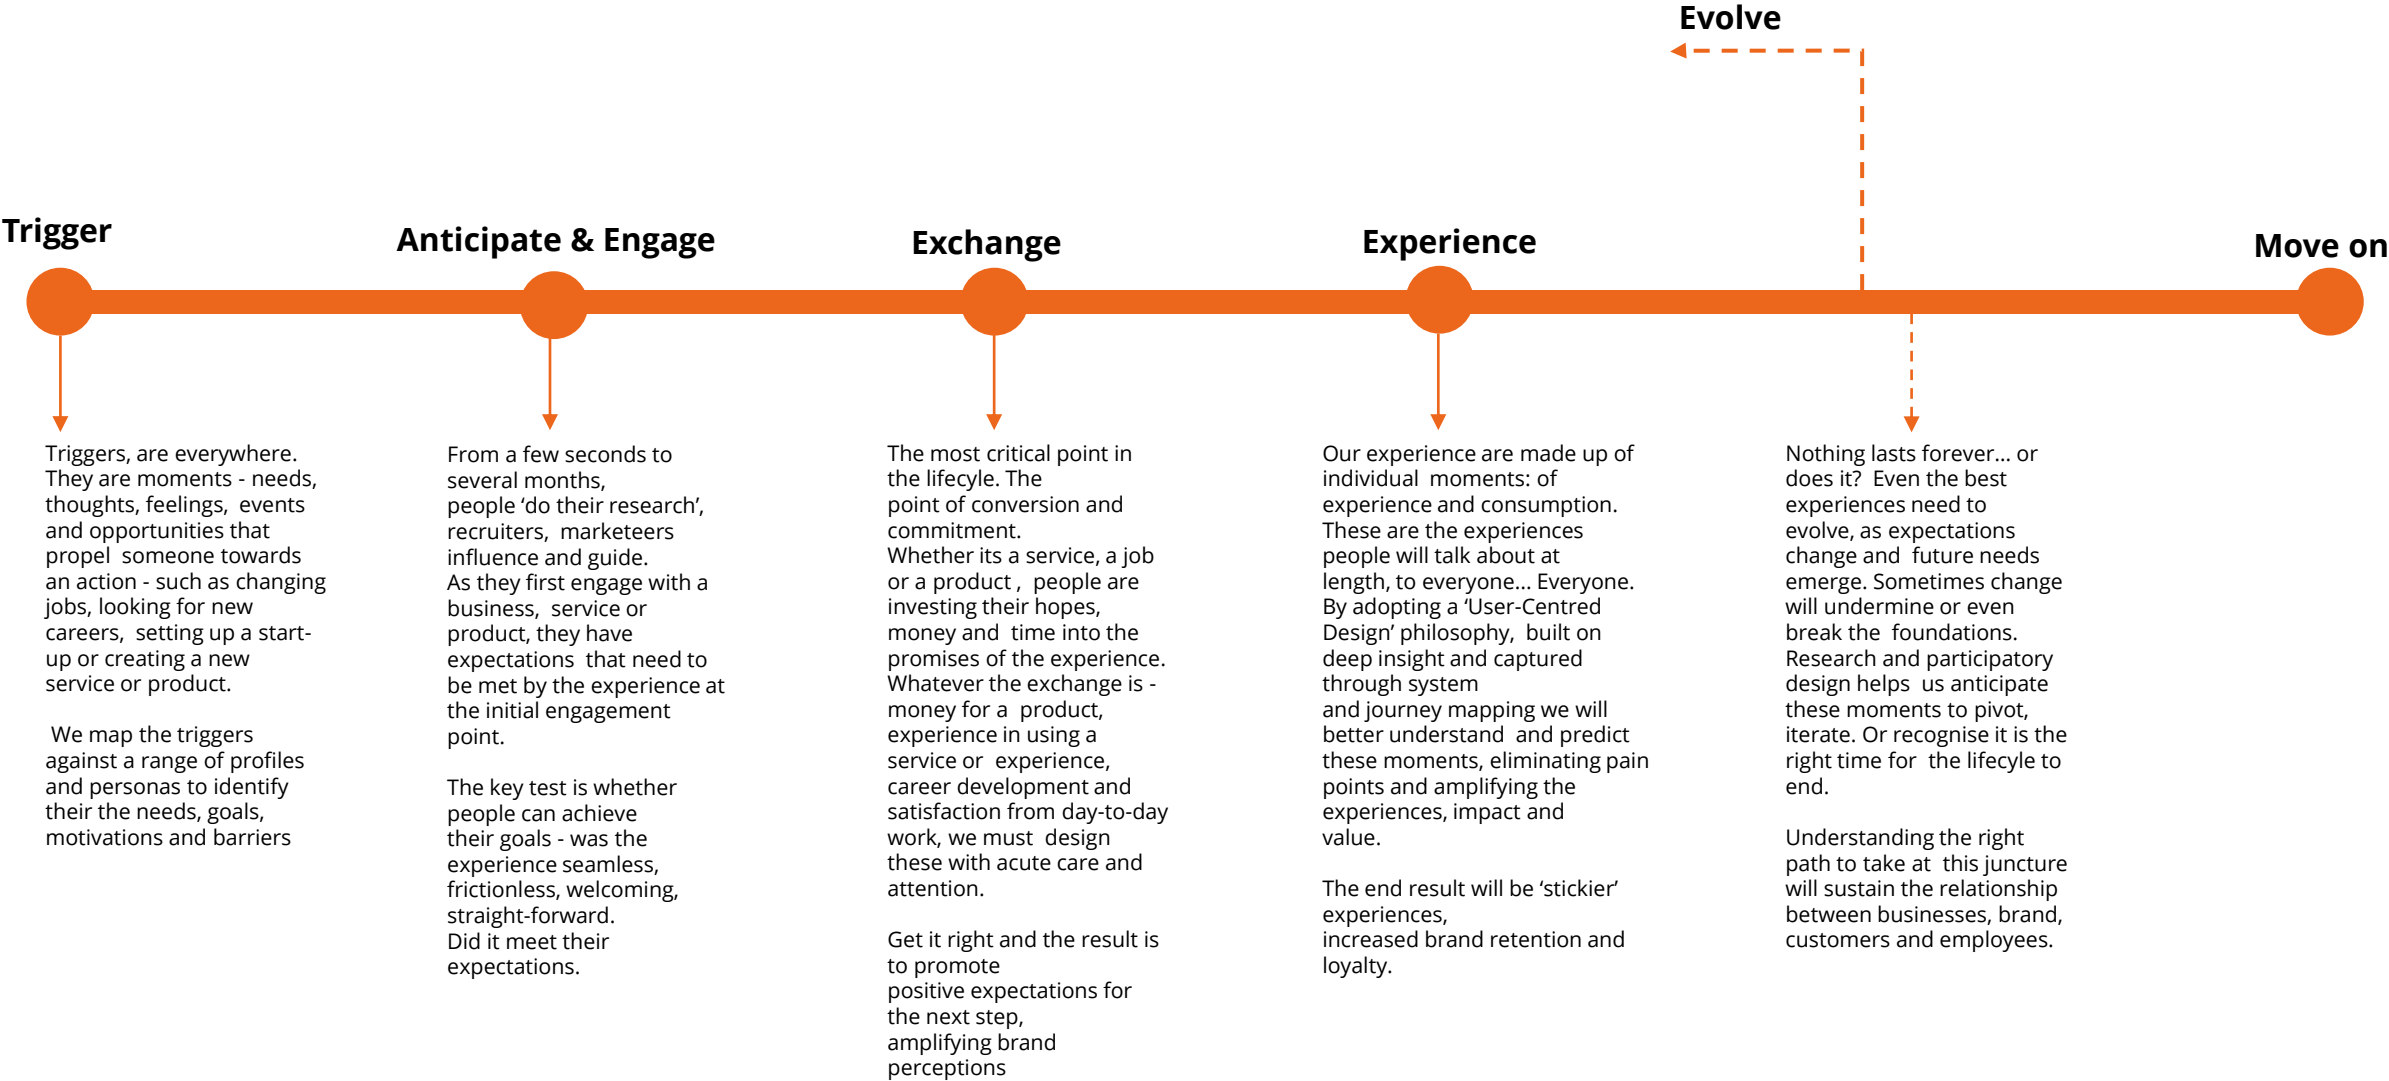 Evolve
Trigger
Anticipate & Engage
Exchange
Experience
Move on
Triggers, are everywhere.
They are moments - needs,
thoughts, feelings,  events
and opportunities that
propel  someone towards
an action - such as changing
jobs, looking for new
careers,  setting up a start-
up or creating a new
service or product.
We map the triggers
against a range of profiles
and personas to identify
their the needs, goals,
motivations and barriers
From a few seconds to
several months,
people ‘do their research’,
recruiters,  marketeers
influence and guide.
As they first engage with a
business,  service or
product, they have
expectations  that need to
be met by the experience at
the initial engagement
point.
The key test is whether
people can achieve
their goals - was the
experience seamless,
frictionless, welcoming,
straight-forward.
Did it meet their
expectations.
The most critical point in
the lifecyle. The
point of conversion and
commitment.
Whether its a service, a job
or a product ,  people are
investing their hopes,
money and  time into the
promises of the experience.
Whatever the exchange is -
money for a  product,
experience in using a
service or  experience,
career development and
satisfaction from day-to-day
work, we must  design
these with acute care and
attention.
Get it right and the result is
to promote
positive expectations for
the next step,
amplifying brand
perceptions
Our experience are made up of
individual  moments: of
experience and consumption.
These are the experiences
people will talk about at
length, to everyone... Everyone.
By adopting a ‘User-Centred
Design’ philosophy,  built on
deep insight and captured
through system
and journey mapping we will
better understand  and predict
these moments, eliminating pain
points and amplifying the
experiences, impact and
value.
The end result will be ‘stickier’
experiences,
increased brand retention and
loyalty.
Nothing lasts forever... or
does it?  Even the best
experiences need to
evolve, as expectations
change and  future needs
emerge. Sometimes change
will undermine or even
break the  foundations.
Research and participatory
design helps  us anticipate
these moments to pivot,
iterate. Or recognise it is the
right time for  the lifecyle to
end.
Understanding the right
path to take at  this juncture
will sustain the relationship
between businesses, brand,
customers and employees.